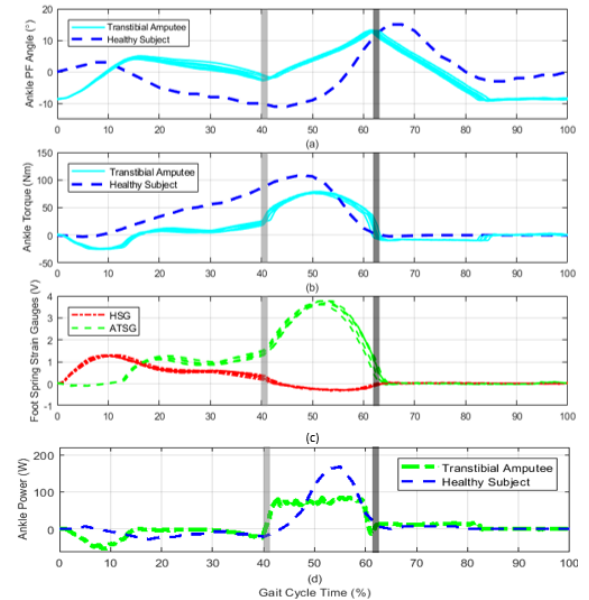 20
10
0
-10
Ankle PF Angle (°)
Transtibial Amputee
Healthy Subject
0 10 20 30 40 50 60 70 80 90 100
(a)
150
100
50
0
-50
Ankle Torque (Nm)
Transtibial Amputee
Healthy Subject
0 10 20 30 40 50 60 70 80 90 100
(b)
4
3
2
1
0
-1
Foot Spring Strain Gauges (V)
HSG
ATSG
0 10 20 30 40 50 60 70 80 90 100
(c)
200
100
0
Ankle Power (W)
Transtibial Amputee
Healthy Subject
0 10 20 30 40 50 60 70 80 90 100
(d)
Gait Cycle Time (%)